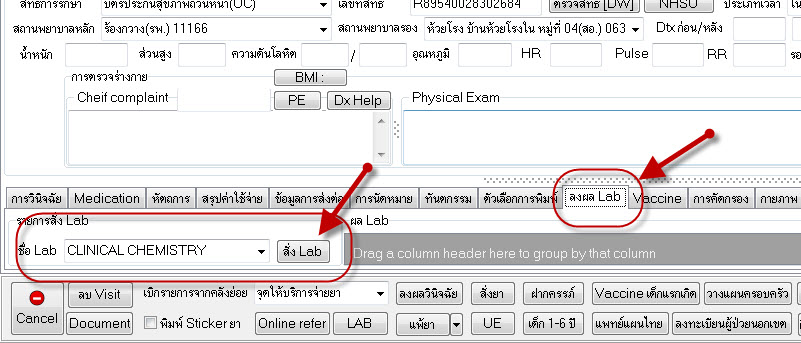 สิทธิการรักษา บัตรประกันสุขภาพถ้วนหน้า(UC) เลขที่สิทธิ R89540028302684 ตรวจสิทธิ [DW] NHSO ประเภทเวลา
สถานพยาบาลหลัก ร้องกวาง(รพ.) 11166 สถานพยาบาลรอง ห้วยโรง บ้านห้วยโรงใน หมู่ที่ 04(สอ.) 063 Dtx ก่อน/หลัง
น้ำหนัก ส่วนสูง ความดันโลหิต / อุณหภูมิ HR Pulse RR
การตรวจร่างกาย BMI :
Cheif complaint PE Dx Help Physical Exam
การวินิจฉัย Medication หัตถการ สรุปค่าใช้จ่าย ข้อมูลการส่งต่อ การนัดหมาย ทันตกรรม ตัวเลือกการพิมพ์ ลงผล Lab Vaccine การคัดกรอง กายภาพ
รายการสั่ง Lab ผล Lab
ชื่อ Lab CLINICAL CHEMISTRY สั่ง Lab Drag a column header here to group by that column
Cancel ลบ Visit เบิกรายการจากคลังย่อย จุดให้บริการจ่ายยา ลงผลวินิจฉัย สั่งยา ฝากครรภ์ Vaccine เด็กแรกเกิด วางแผนครอบครัว
Document พิมพ์ Sticker ยา Online refer LAB แพ้ยา UE เด็ก 1-6 ปี แพทย์แผนไทย ลงทะเบียนผู้ป่วยนอกเขต